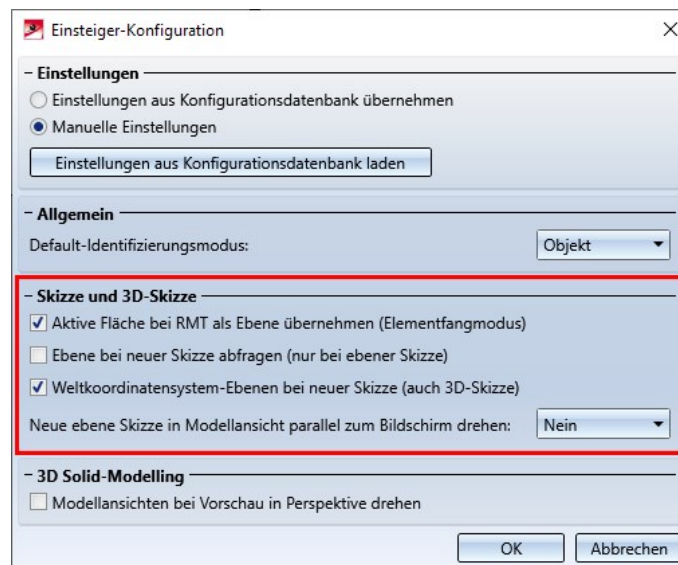 Einsteiger-Konfiguration
– Einstellungen
Einstellungen aus Konfigurationsdatenbank übernehmen
Manuelle Einstellungen
Einstellungen aus Konfigurationsdatenbank laden
– Allgemein
Default-Identifizierungsmodus: Objekt
– Skizze und 3D-Skizze
Aktive Fläche bei RMT als Ebene übernehmen (Elementfangmodus)
Ebene bei neuer Skizze abfragen (nur bei ebener Skizze)
Weltkoordinatensystem-Ebenen bei neuer Skizze (auch 3D-Skizze)
Neue ebene Skizze in Modellansicht parallel zum Bildschirm drehen: Nein
– 3D Solid-Modelling
Modellansichten bei Vorschau in Perspektive drehen
OK Abbrechen